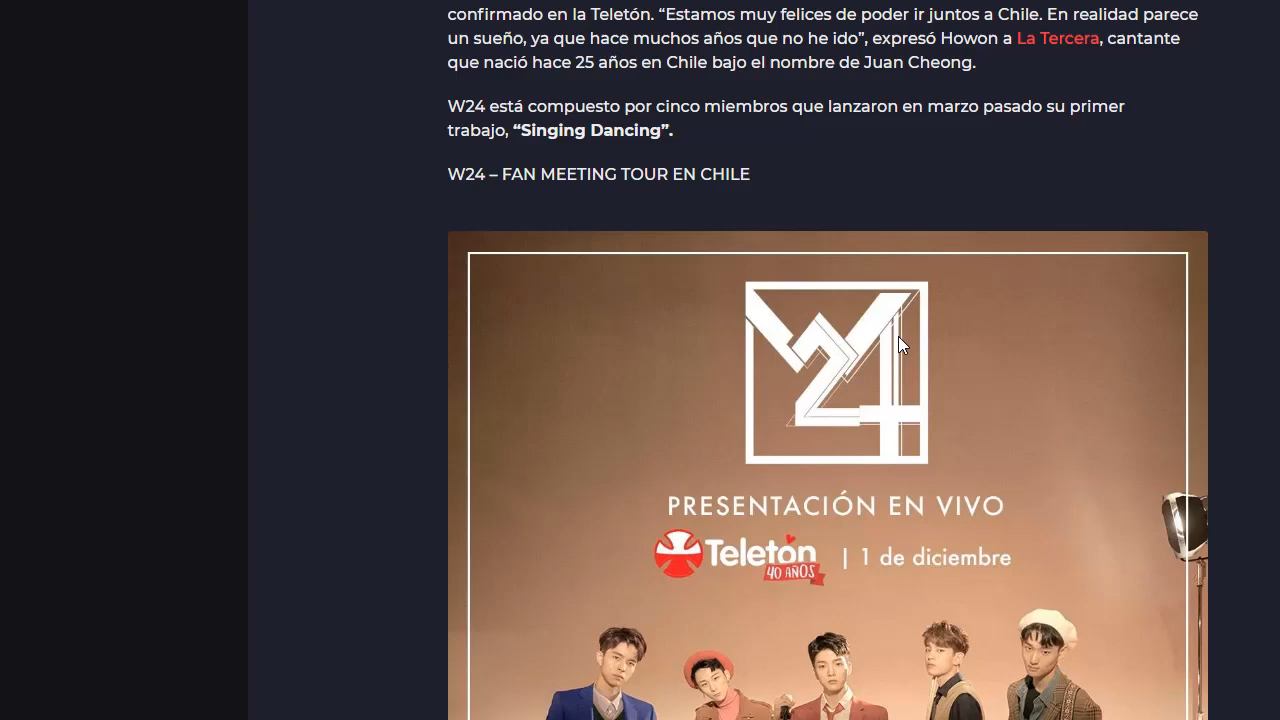 confirmado en la Teletón. “Estamos muy felices de poder ir juntos a Chile. En realidad parece
un sueño, ya que hace muchos años que no he ido”, expresó Howon a La Tercera, cantante
que nació hace 25 años en Chile bajo el nombre de Juan Cheong.
W24 está compuesto por cinco miembros que lanzaron en marzo pasado su primer
trabajo, “Singing Dancing”.
W24 – FAN MEETING TOUR EN CHILE
W24
PRESENTACIÓN EN VIVO
Teletón | 1 de diciembre
40 AÑOS